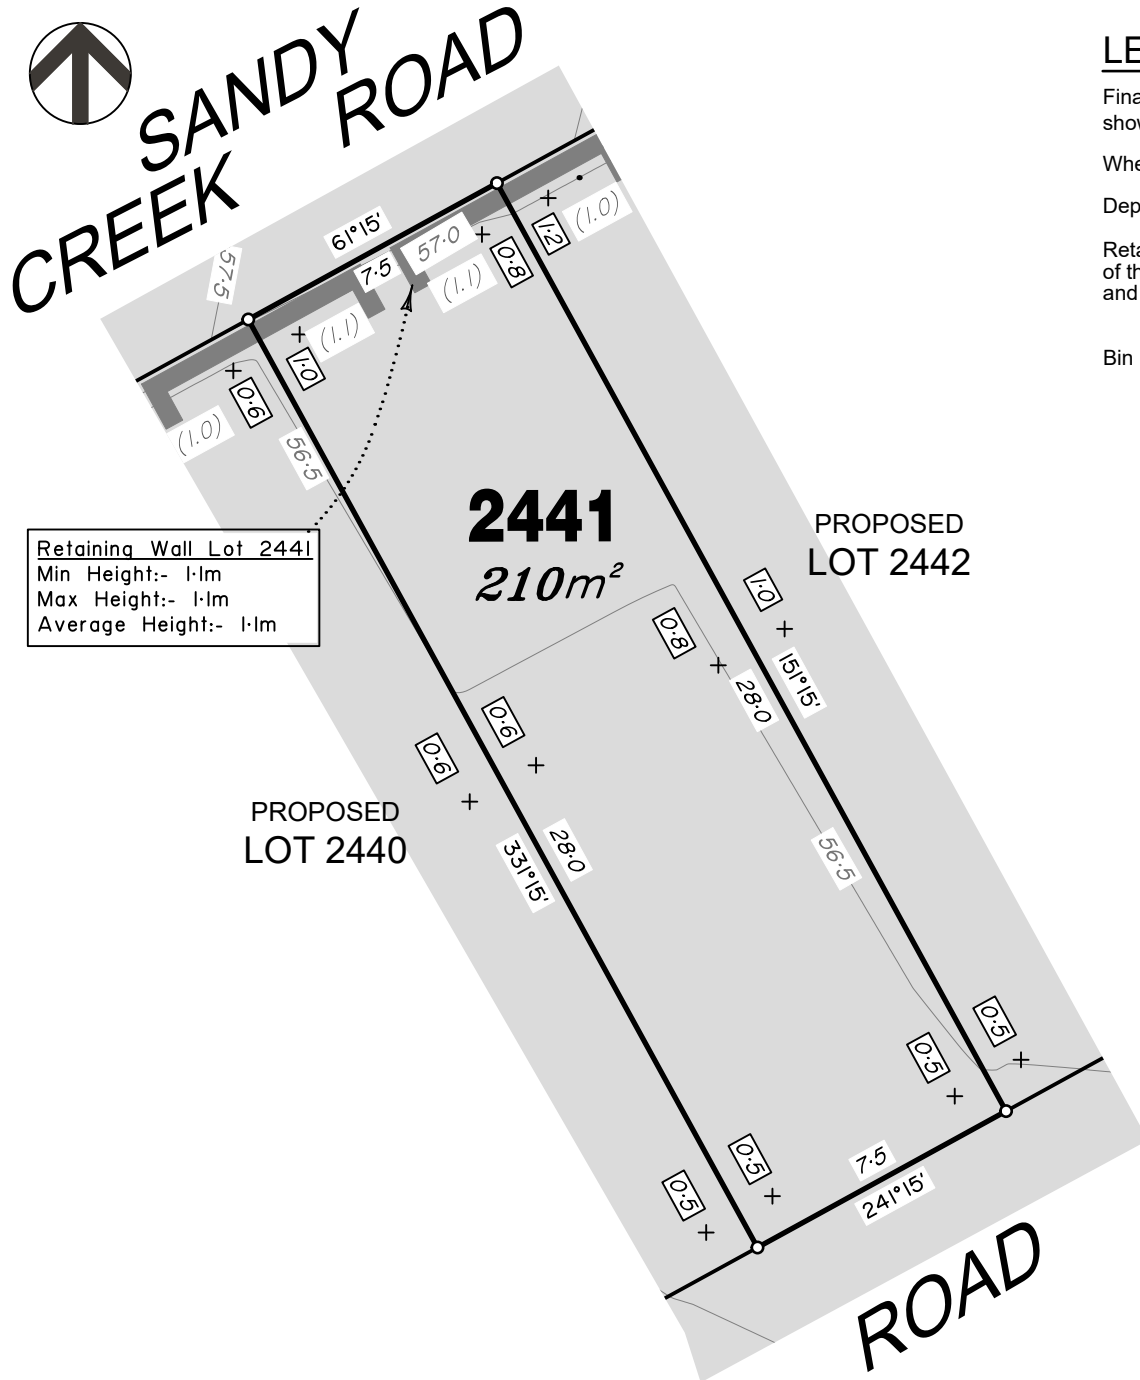 SANDY
CREEK ROAD
LE
Fina
show
Whe
Dep
Reta
of th
and
Bin
61°15'
7·5
57·5
57·0
(1.1)
(1.1)
(1.0)
(1.0)
1·2
0·8
1·0
0·6
56·5
2441
210m²
PROPOSED
LOT 2442
Retaining Wall Lot 2441
Min Height:- 1·1m
Max Height:- 1·1m
Average Height:- 1·1m
1·0
0·8
151°15'
28·0
0·6
0·6
PROPOSED
LOT 2440
331°15'
28·0
56·5
0·5
0·5
0·5
0·5
7·5
241°15'
ROAD